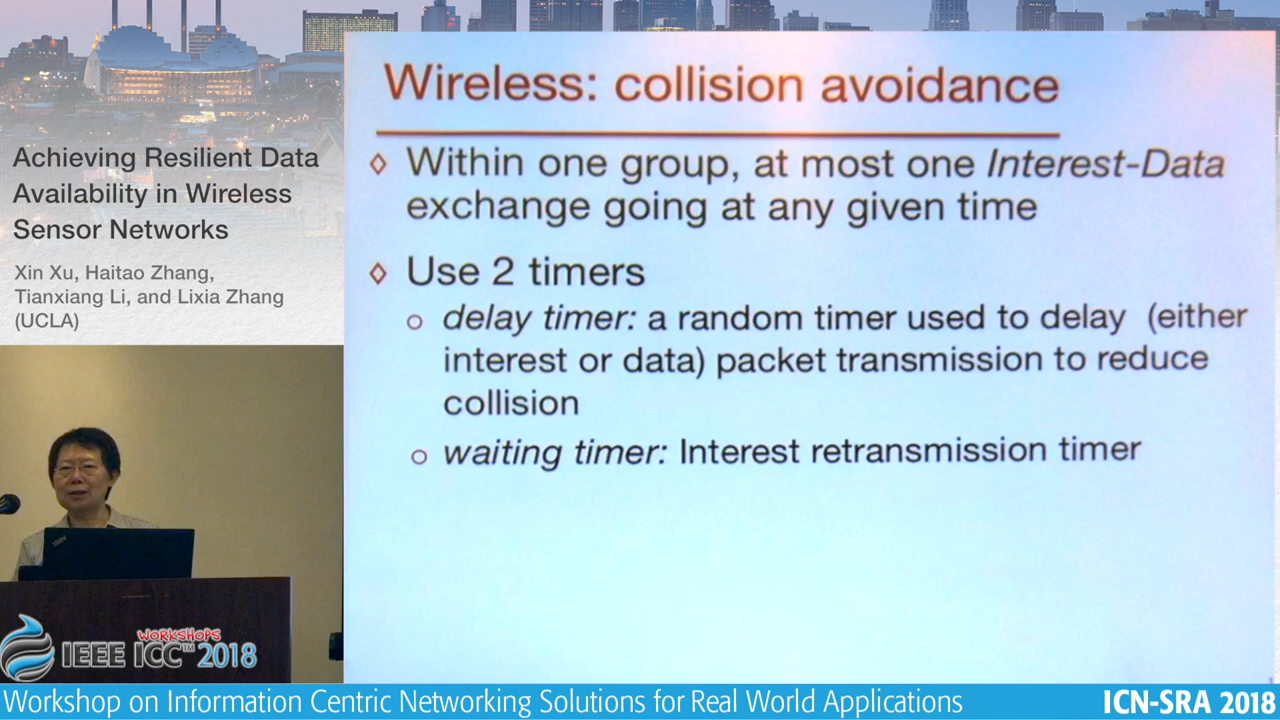 Achieving Resilient Data
Availability in Wireless
Sensor Networks
Xin Xu, Haitao Zhang,
Tianxiang Li, and Lixia Zhang
(UCLA)
Wireless: collision avoidance
◊ Within one group, at most one Interest-Data
exchange going at any given time
◊ Use 2 timers
○ delay timer: a random timer used to delay (either
interest or data) packet transmission to reduce
collision
○ waiting timer: Interest retransmission timer
ThinkPad
WORKSHOPS
IEEE ICC™ 2018
Workshop on Information Centric Networking Solutions for Real World Applications
ICN-SRA 2018